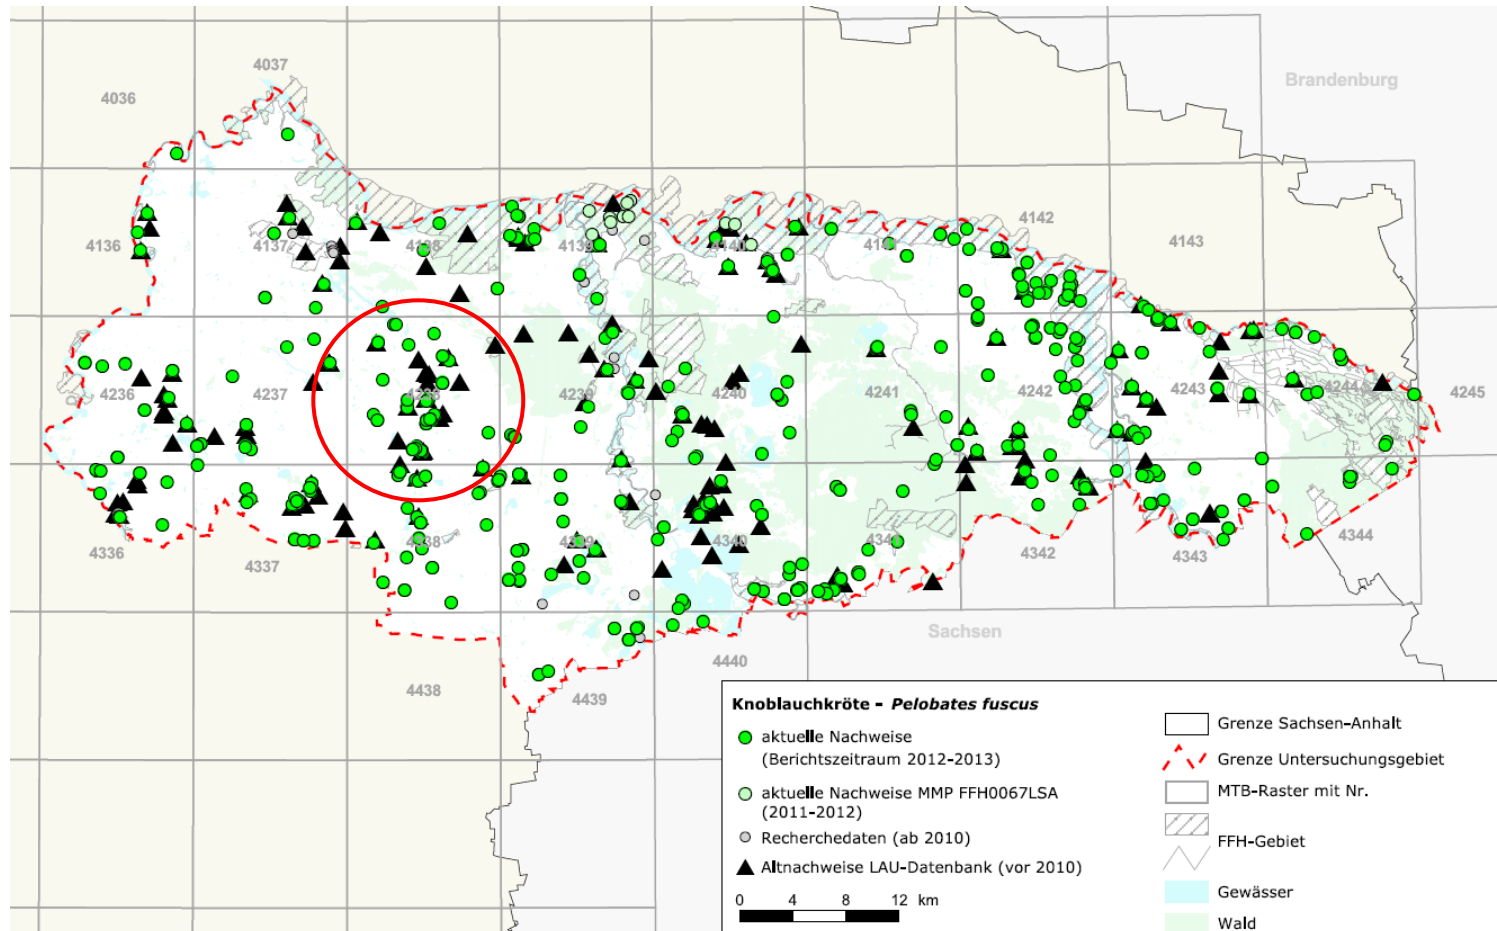 4037
4036
Brandenburg
4142
4136
4137
4138
4139
4140
4141
4143
4236
4237
4238
4239
4240
4241
4242
4243
4244
4245
4336
4337
4338
4339
4340
4341
4342
4343
4344
Sachsen
4438
4439
4440
Knoblauchkröte - Pelobates fuscus
aktuelle Nachweise
(Berichtszeitraum 2012-2013)
aktuelle Nachweise MMP FFH0067LSA
(2011-2012)
Recherchedaten (ab 2010)
Altnachweise LAU-Datenbank (vor 2010)
0 4 8 12 km
Grenze Sachsen-Anhalt
Grenze Untersuchungsgebiet
MTB-Raster mit Nr.
FFH-Gebiet
Gewässer
Wald